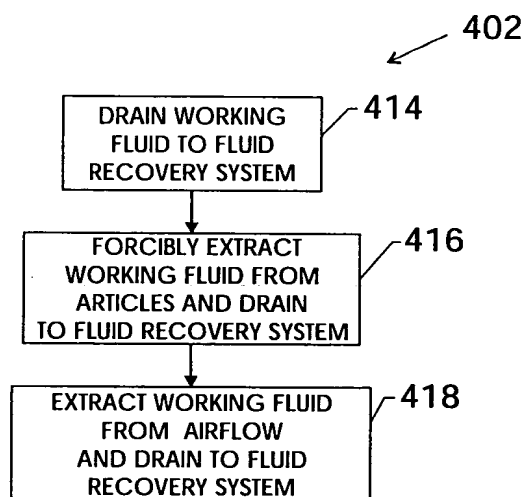 402
DRAIN WORKING
FLUID TO FLUID
RECOVERY SYSTEM
414
FORCIBLY EXTRACT
WORKING FLUID FROM
ARTICLES AND DRAIN
TO FLUID RECOVERY SYSTEM
416
EXTRACT WORKING FLUID
FROM AIRFLOW
AND DRAIN TO FLUID
RECOVERY SYSTEM
418